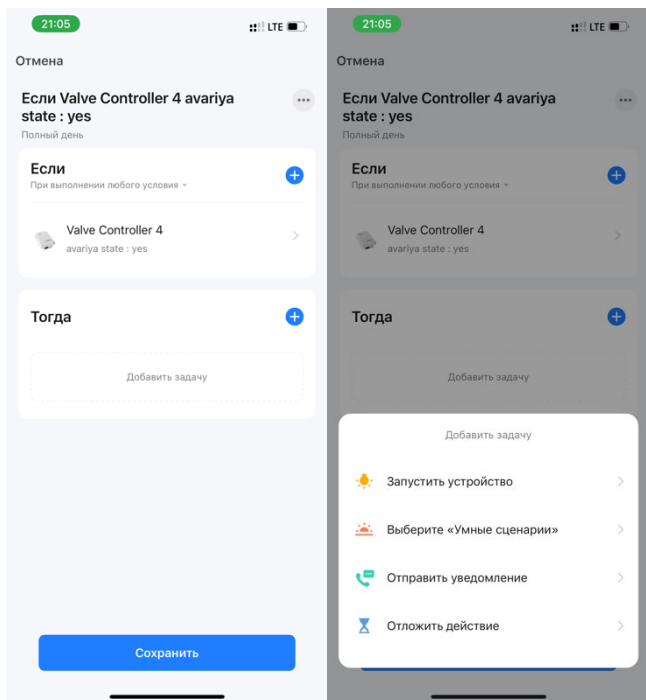 21:05
LTE
Отмена
Если Valve Controller 4 avariya
state : yes
Полный день
Если
При выполнении любого условия
Valve Controller 4
avariya state : yes
Тогда
Добавить задачу
Сохранить
21:05
LTE
Отмена
Если Valve Controller 4 avariya
state : yes
Полный день
Если
При выполнении любого условия
Valve Controller 4
avariya state : yes
Тогда
Добавить задачу
Добавить задачу
Запустить устройство
Выберите «Умные сценарии»
Отправить уведомление
Отложить действие